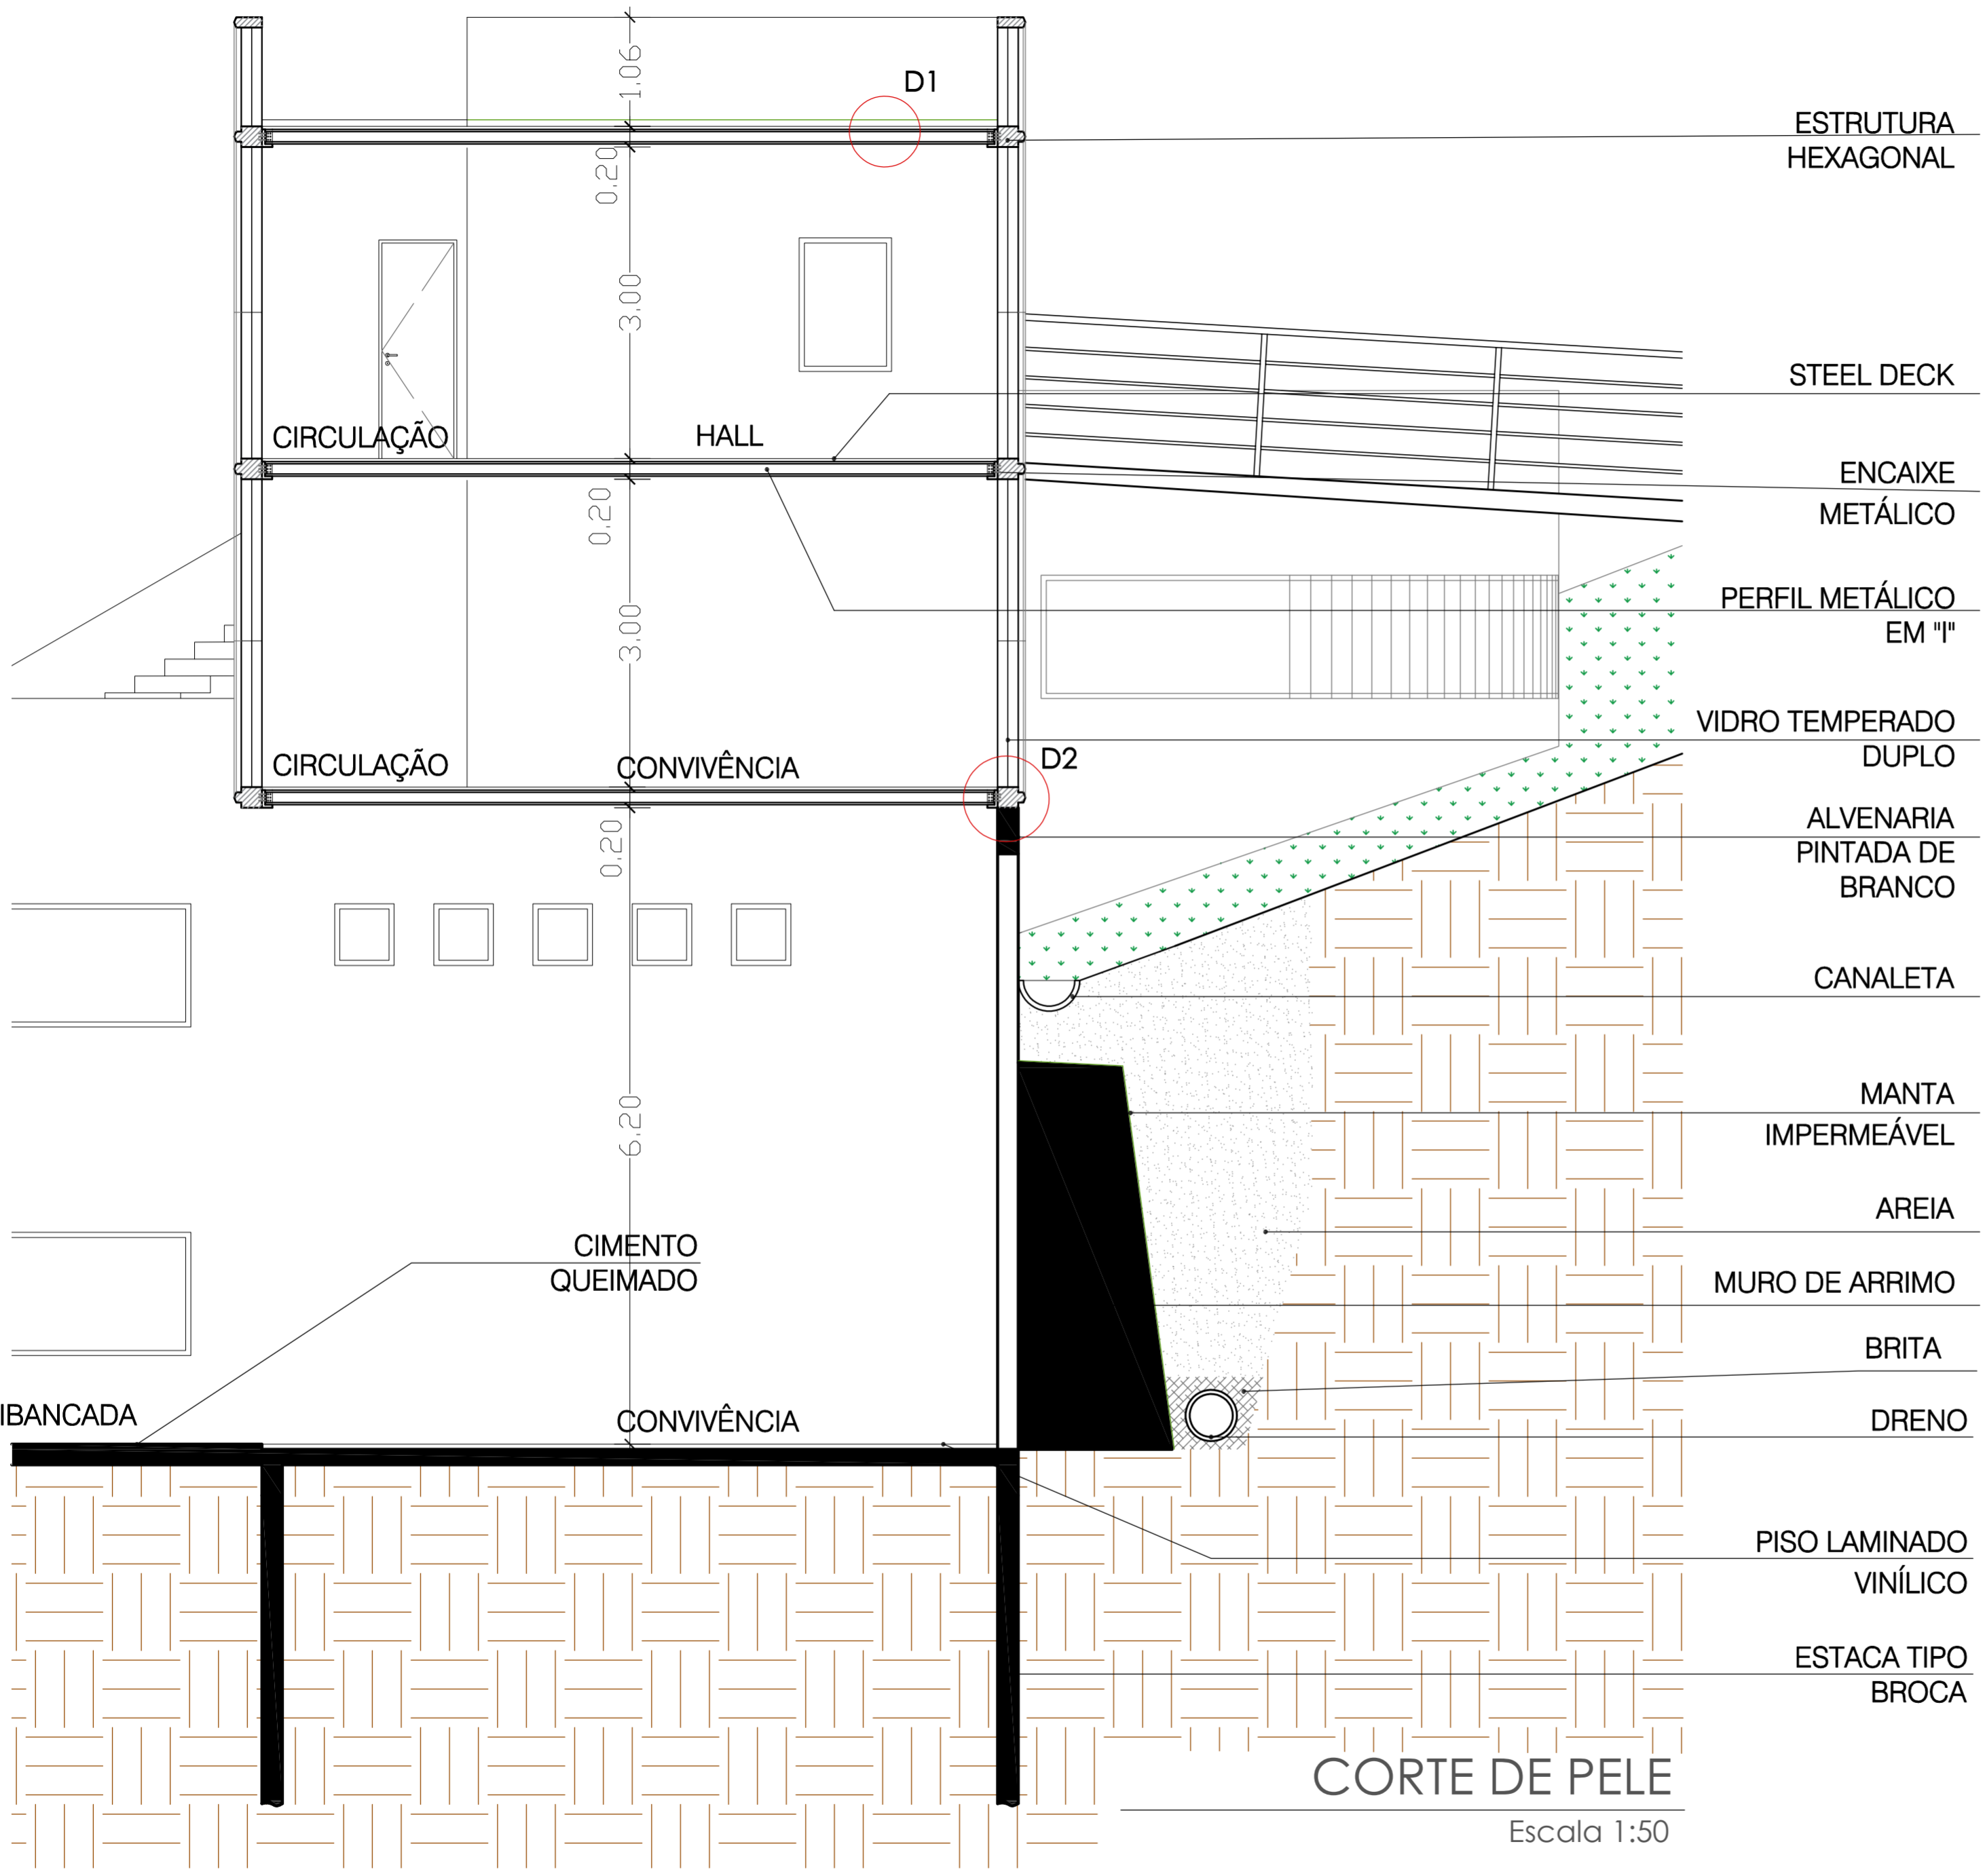 D1
1.06
ESTRUTURA
HEXAGONAL
0.20
3.00
STEEL DECK
CIRCULAÇÃO
HALL
ENCAIXE
METÁLICO
0.20
3.00
PERFIL METÁLICO
EM "I"
VIDRO TEMPERADO
DUPLO
CIRCULAÇÃO
CONVIVÊNCIA
D2
0.20
ALVENARIA
PINTADA DE
BRANCO
CANALETA
6.20
MANTA
IMPERMEÁVEL
AREIA
CIMENTO
QUEIMADO
MURO DE ARRIMO
BRITA
IBANCADA
CONVIVÊNCIA
DRENO
PISO LAMINADO
VINÍLICO
ESTACA TIPO
BROCA
CORTE DE PELE
Escala 1:50